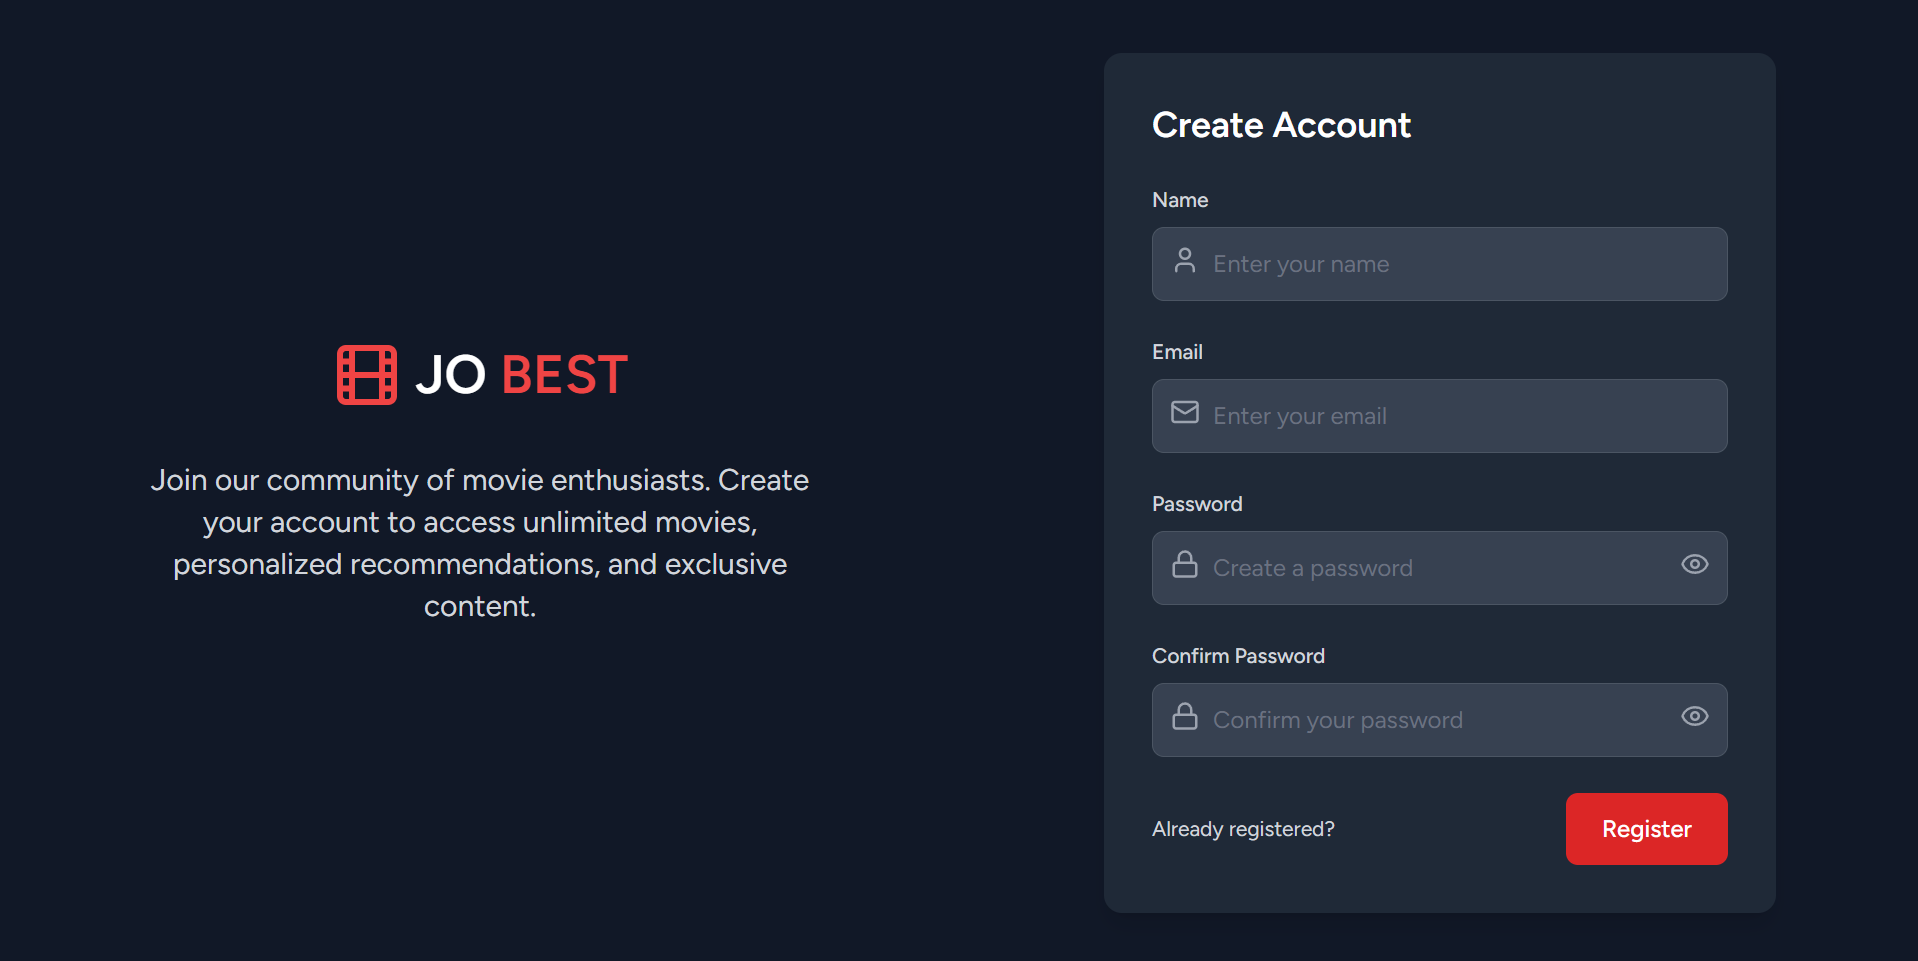 JO BEST
Join our community of movie enthusiasts. Create
your account to access unlimited movies,
personalized recommendations, and exclusive
content.
Create Account
Name
Enter your name
Email
Enter your email
Password
Create a password
Confirm Password
Confirm your password
Already registered?
Register